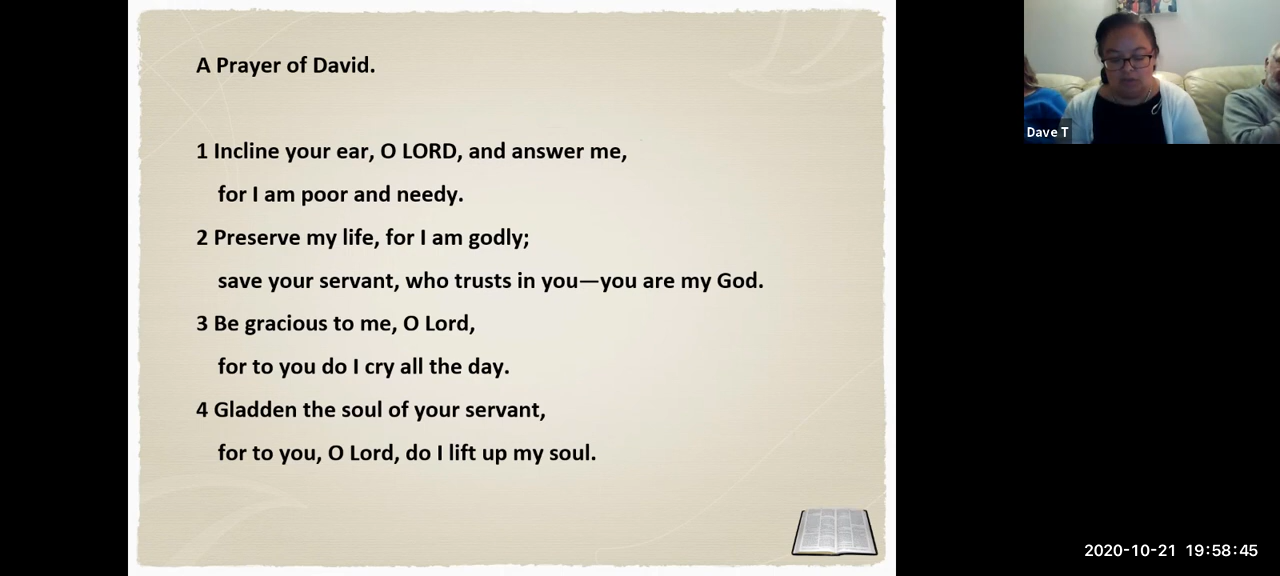 A Prayer of David.
1 Incline your ear, O LORD, and answer me,
for I am poor and needy.
2 Preserve my life, for I am godly;
save your servant, who trusts in you—you are my God.
3 Be gracious to me, O Lord,
for to you do I cry all the day.
4 Gladden the soul of your servant,
for to you, O Lord, do I lift up my soul.
Dave T
2020-10-21 19:58:45